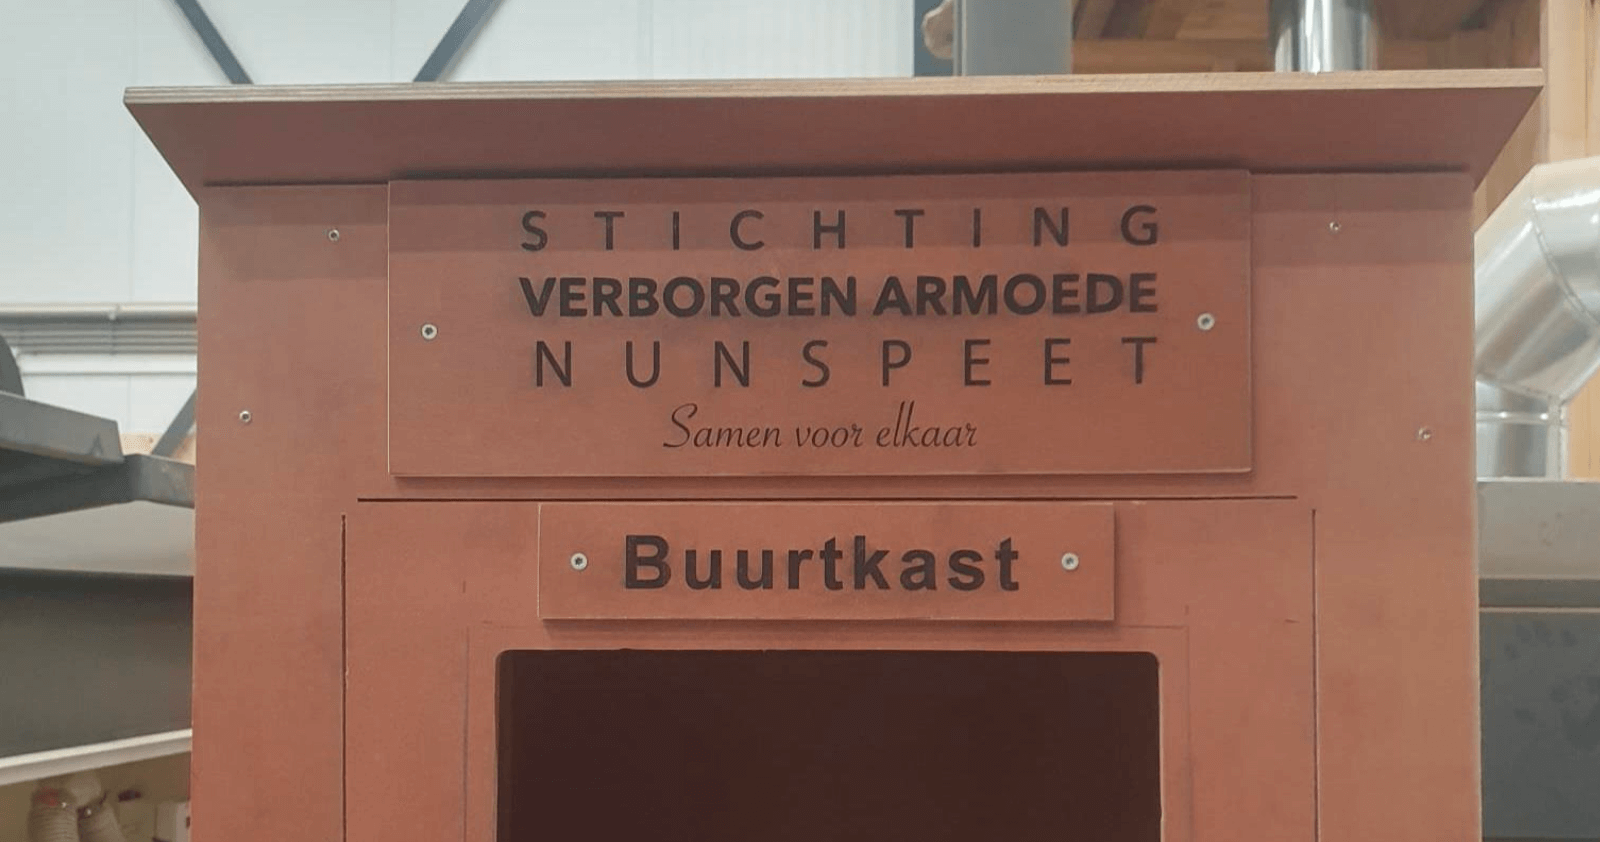 STICHTING
VERBORGEN ARMOEDE
NUNSPEET
Samen voor elkaar
Buurtkast